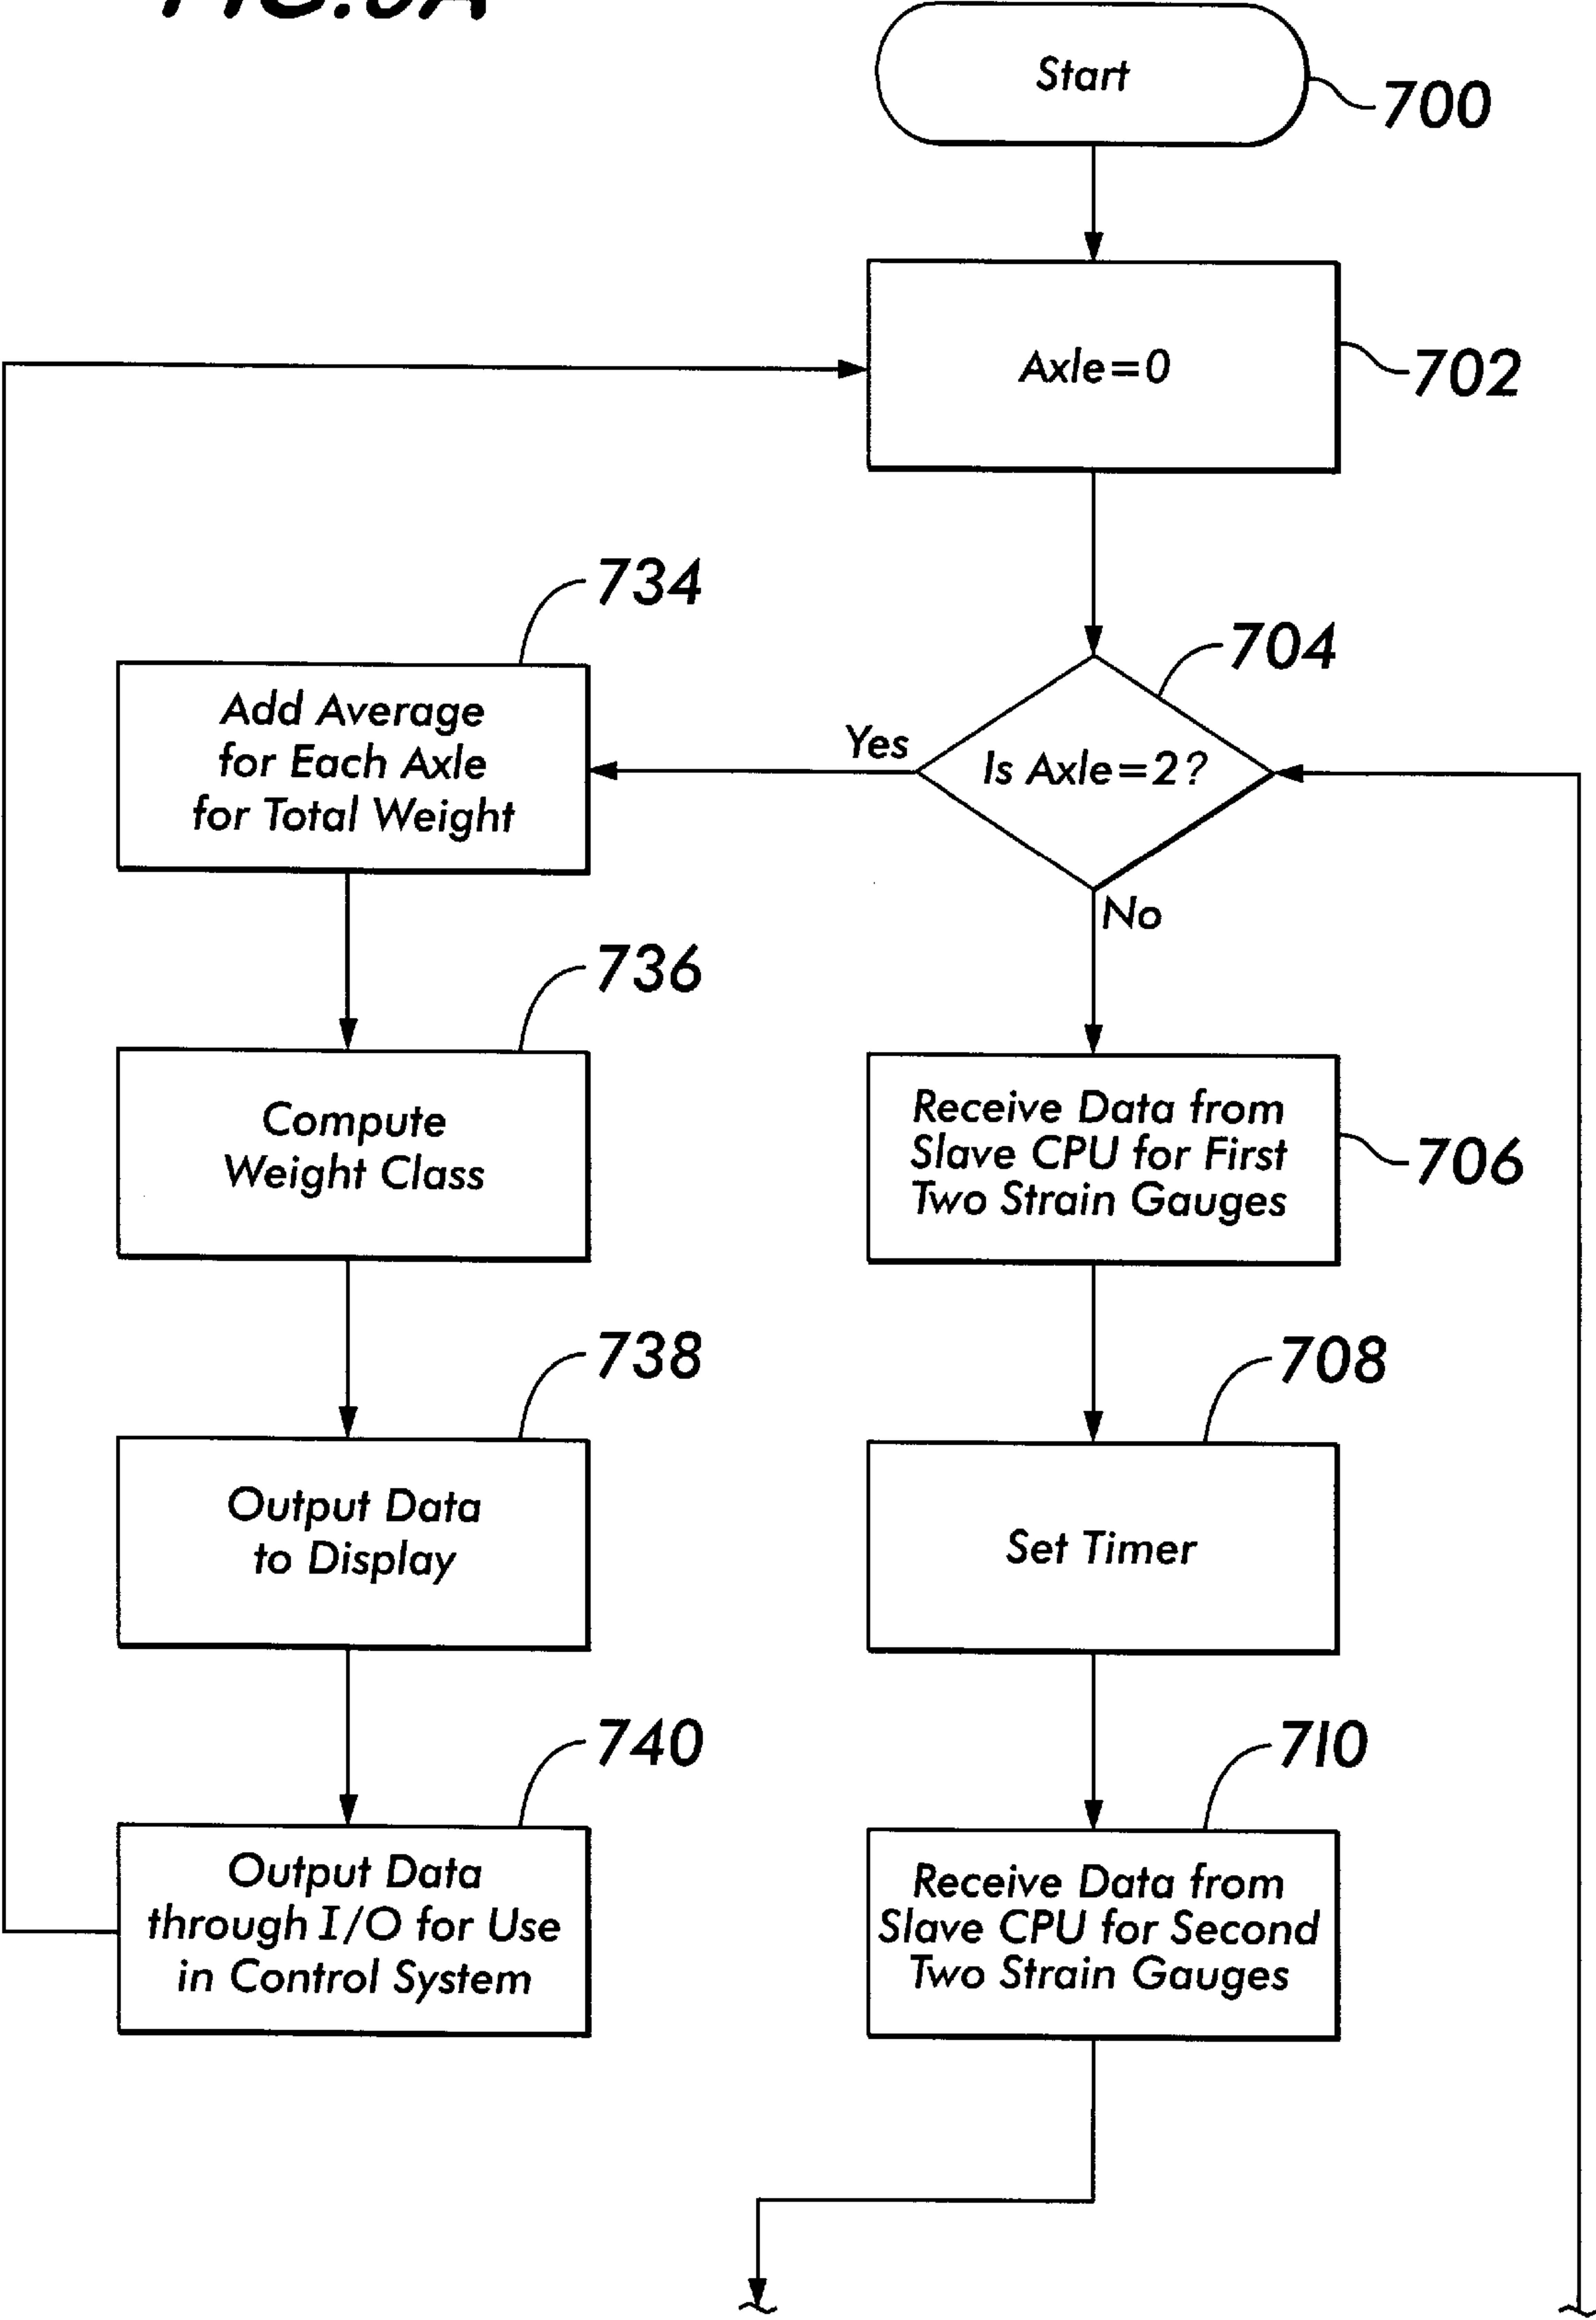 Start
700
Axle=0
702
734
704
Add Average
for Each Axle
for Total Weight
Yes
Is Axle=2?
No
736
Compute
Weight Class
Receive Data from
Slave CPU for First
Two Strain Gauges
706
738
708
Output Data
to Display
Set Timer
740
710
Output Data
through I/O for Use
in Control System
Receive Data from
Slave CPU for Second
Two Strain Gauges